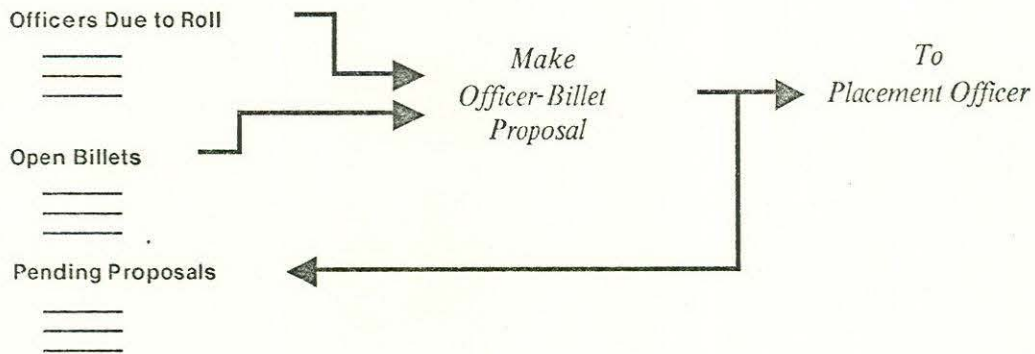 Officers Due to Roll
Open Billets
Pending Proposals
Make
Officer-Billet
Proposal
To
Placement Officer